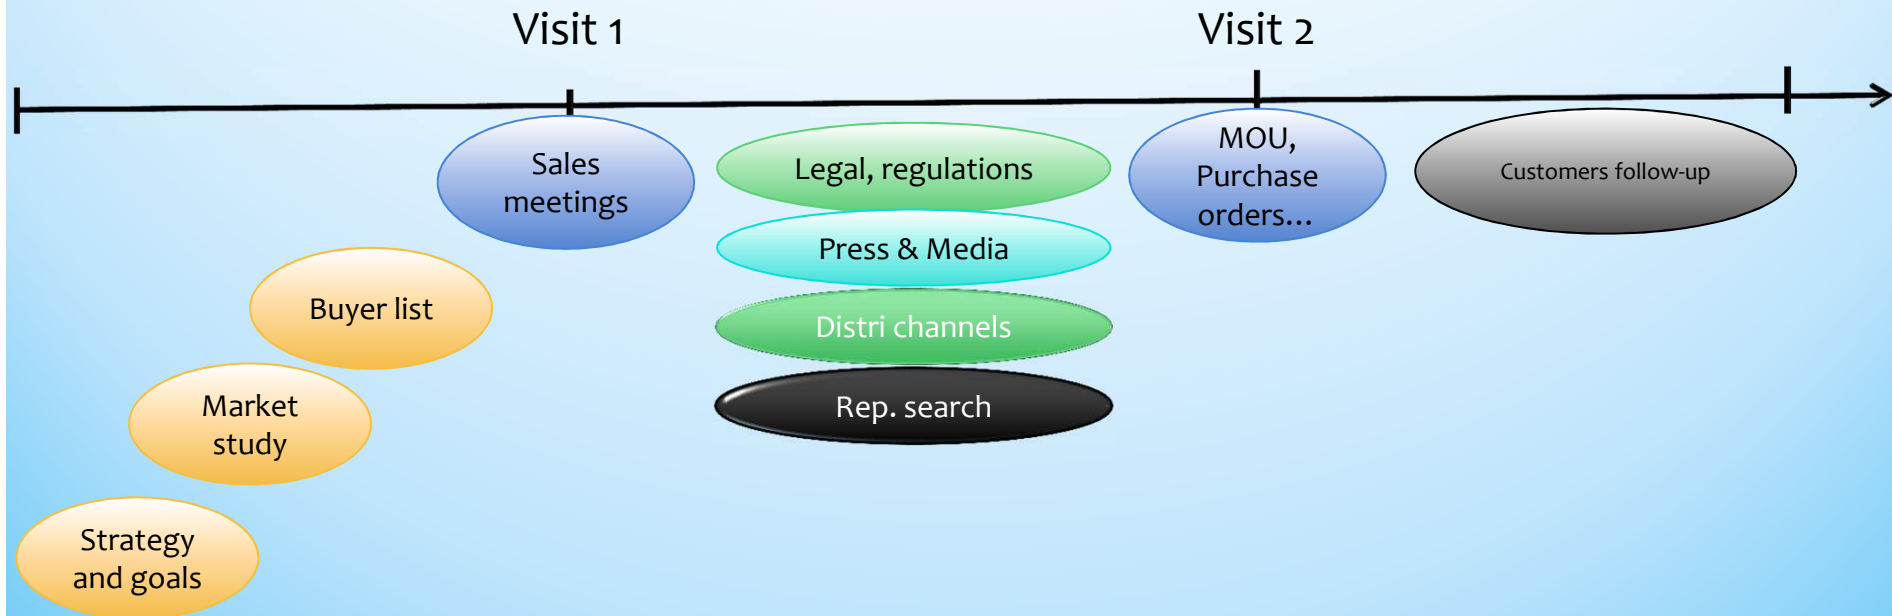 Visit 1
Visit 2
Sales
meetings
Legal, regulations
MOU,
Purchase
orders...
Customers follow-up
Press & Media
Buyer list
Distri channels
Market
study
Rep. search
Strategy
and goals